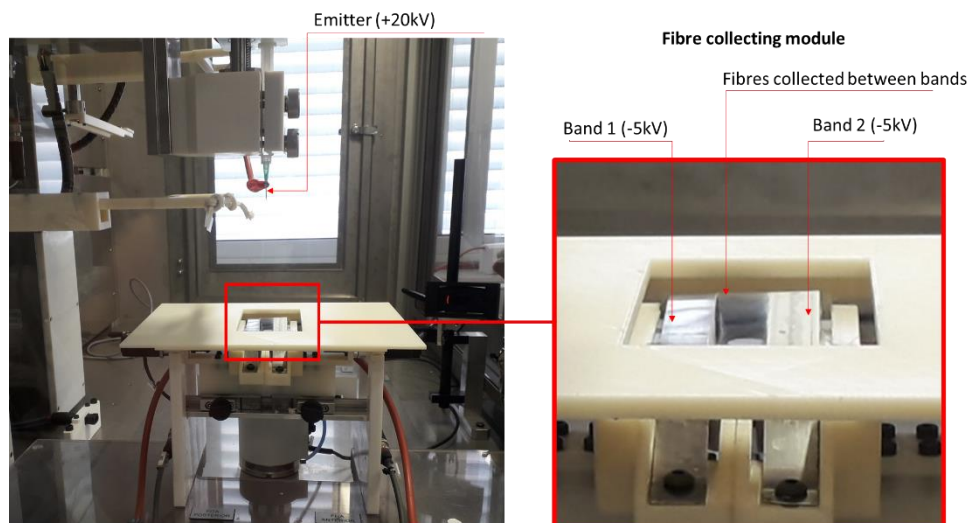 Emitter (+20kV)
Fibre collecting module
Fibres collected between bands
Band 1 (-5kV)
Band 2 (-5kV)